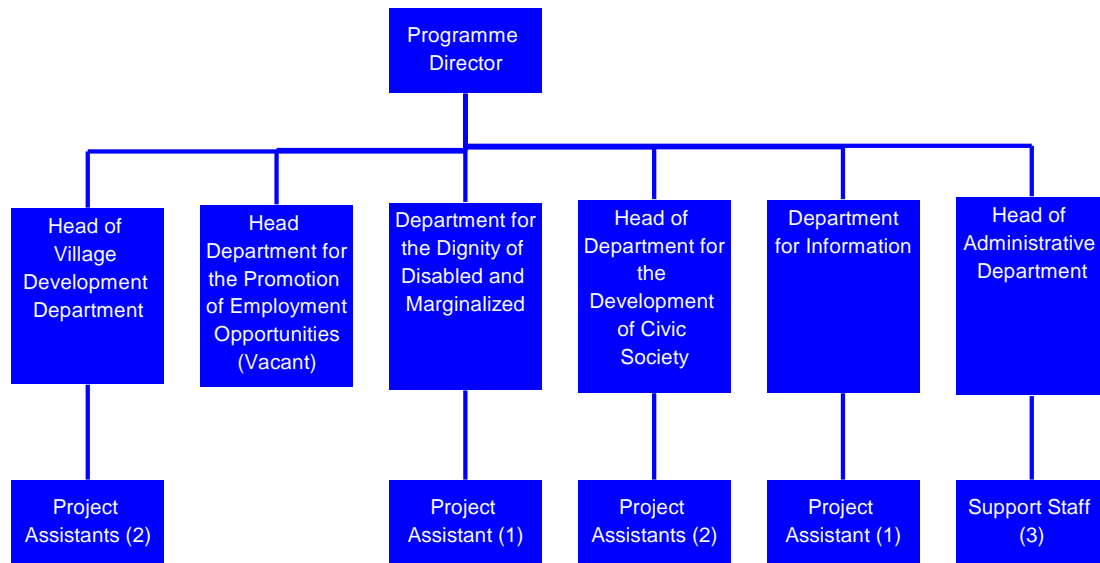 Programme
Director
Head of
Village
Development
Department
Head
Department for
the Promotion
of Employment
Opportunities
(Vacant)
Department for
the Dignity of
Disabled and
Marginalized
Head of
Department for
the
Development
of Civic
Society
Department
for Information
Head of
Administrative
Department
Project
Assistants (2)
Project
Assistant (1)
Project
Assistants (2)
Project
Assistant (1)
Support Staff
(3)